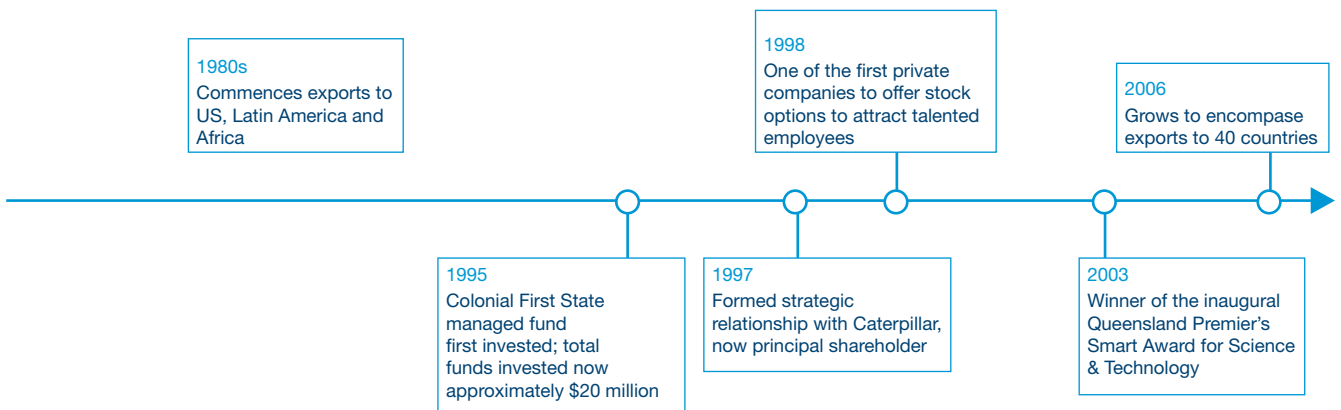 1980s
Commences exports to
US, Latin America and
Africa
1995
Colonial First State
managed fund
first invested; total
funds invested now
approximately $20 million
1997
Formed strategic
relationship with Caterpillar,
now principal shareholder
1998
One of the first private
companies to offer stock
options to attract talented
employees
2003
Winner of the inaugural
Queensland Premier’s
Smart Award for Science
& Technology
2006
Grows to encompase
exports to 40 countries